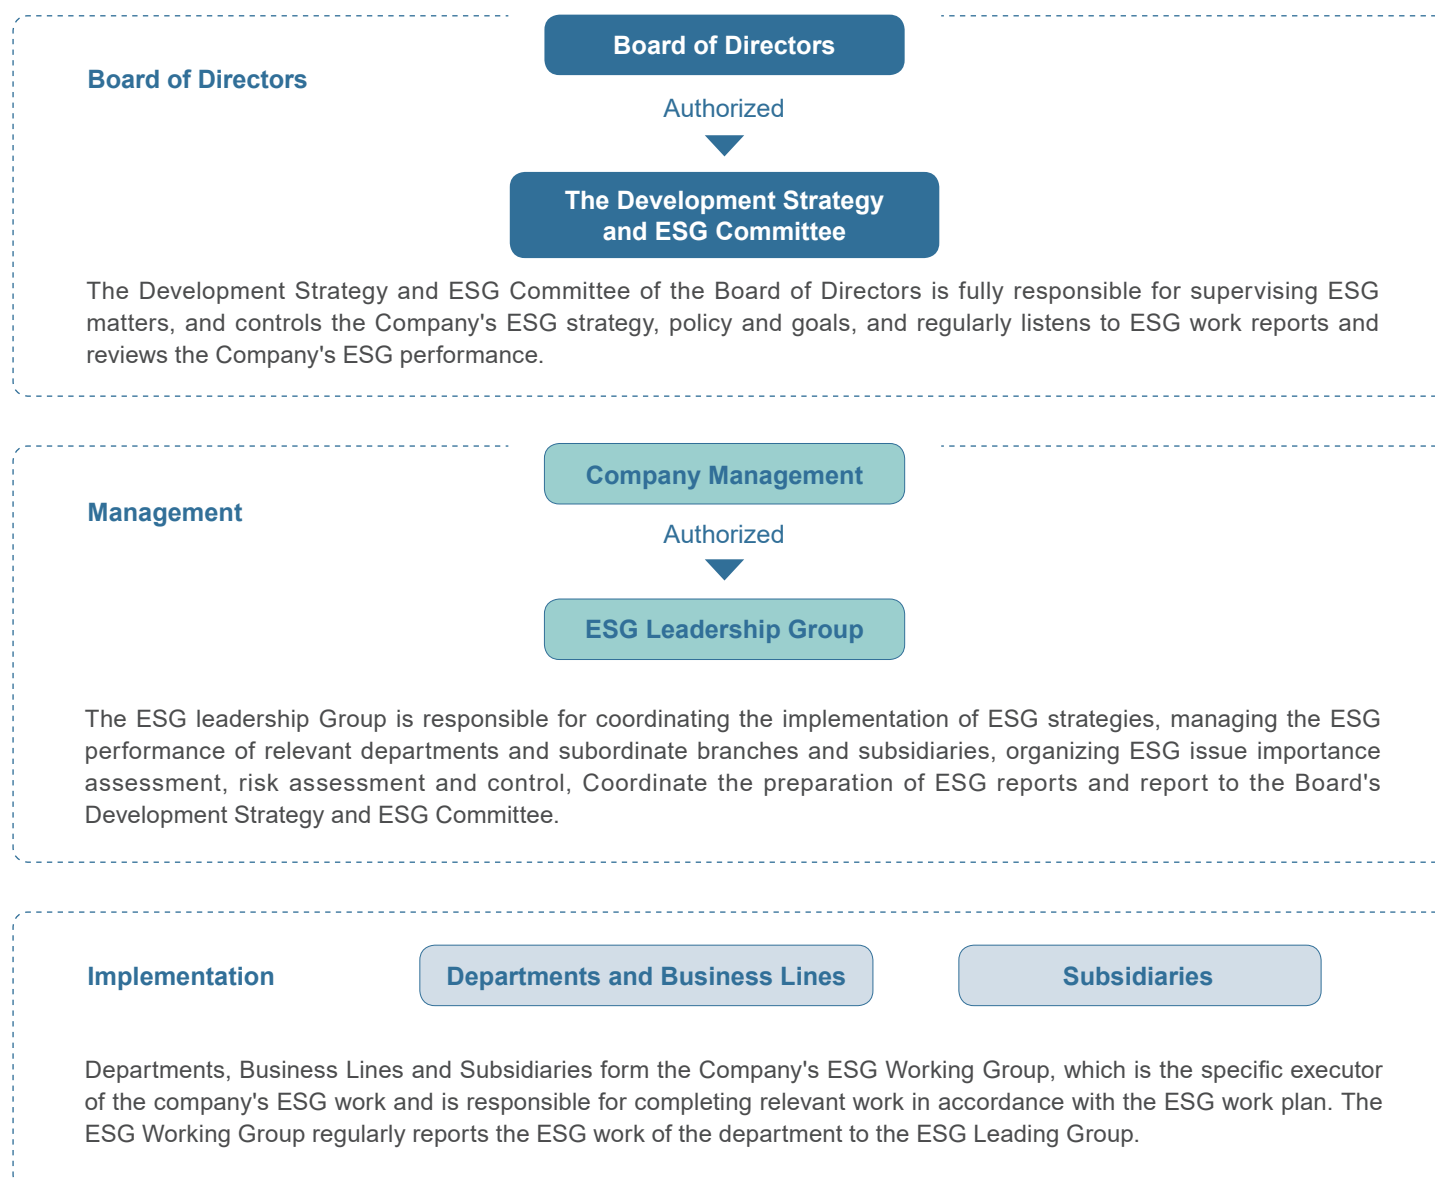 Board of Directors
Board of Directors
Authorized
The Development Strategy
and ESG Committee
The Development Strategy and ESG Committee of the Board of Directors is fully responsible for supervising ESG
matters, and controls the Company's ESG strategy, policy and goals, and regularly listens to ESG work reports and
reviews the Company's ESG performance.
Company Management
Management
Authorized
ESG Leadership Group
The ESG leadership Group is responsible for coordinating the implementation of ESG strategies, managing the ESG
performance of relevant departments and subordinate branches and subsidiaries, organizing ESG issue importance
assessment, risk assessment and control, Coordinate the preparation of ESG reports and report to the Board's
Development Strategy and ESG Committee.
Implementation
Departments and Business Lines
Subsidiaries
Departments, Business Lines and Subsidiaries form the Company's ESG Working Group, which is the specific executor
of the company's ESG work and is responsible for completing relevant work in accordance with the ESG work plan. The
ESG Working Group regularly reports the ESG work of the department to the ESG Leading Group.